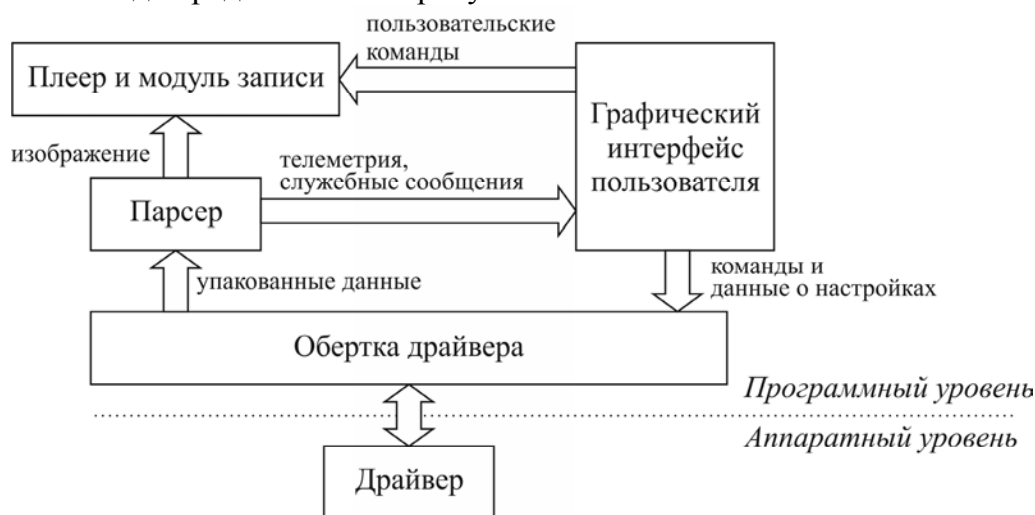 пользовательские
команды
Плеер и модуль записи
Графический
интерфейс
пользователя
изображение
телеметрия,
служебные сообщения
Парсер
упакованные данные
команды и
данные о настройках
Обертка драйвера
Программный уровень
Аппаратный уровень
Драйвер